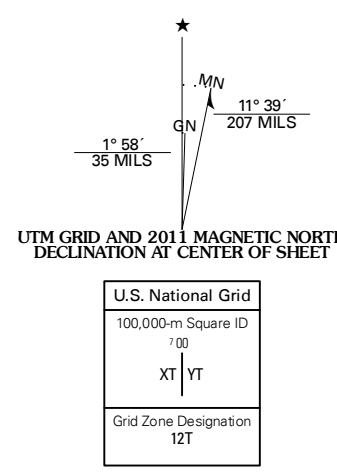 ★
MN
GN
11° 39´
207 MILS
1° 58´
35 MILS
UTM GRID AND 2011 MAGNETIC NORTH
DECLINATION AT CENTER OF SHEET
U.S. National Grid
100,000-m Square ID
7 00
XT YT
Grid Zone Designation
12T